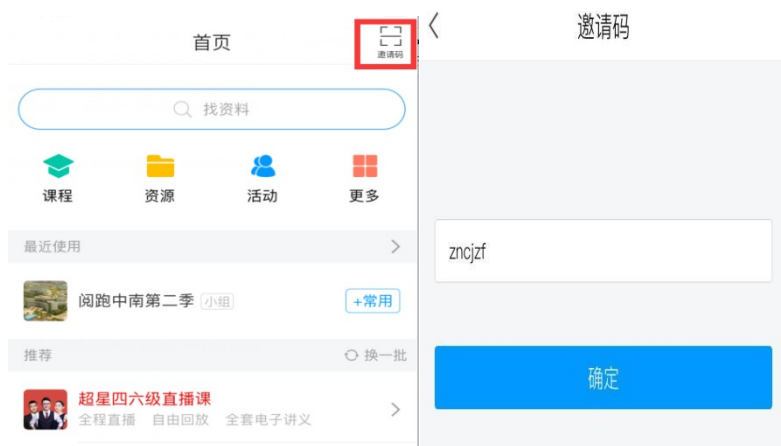 首页
邀请码
找资料
课程 资源 活动 更多
最近使用
阅跑中南第二季 小组 +常用
推荐 换一批
超星四六级直播课
全程直播 自由回放 全套电子讲义
邀请码
zncjzf
确定